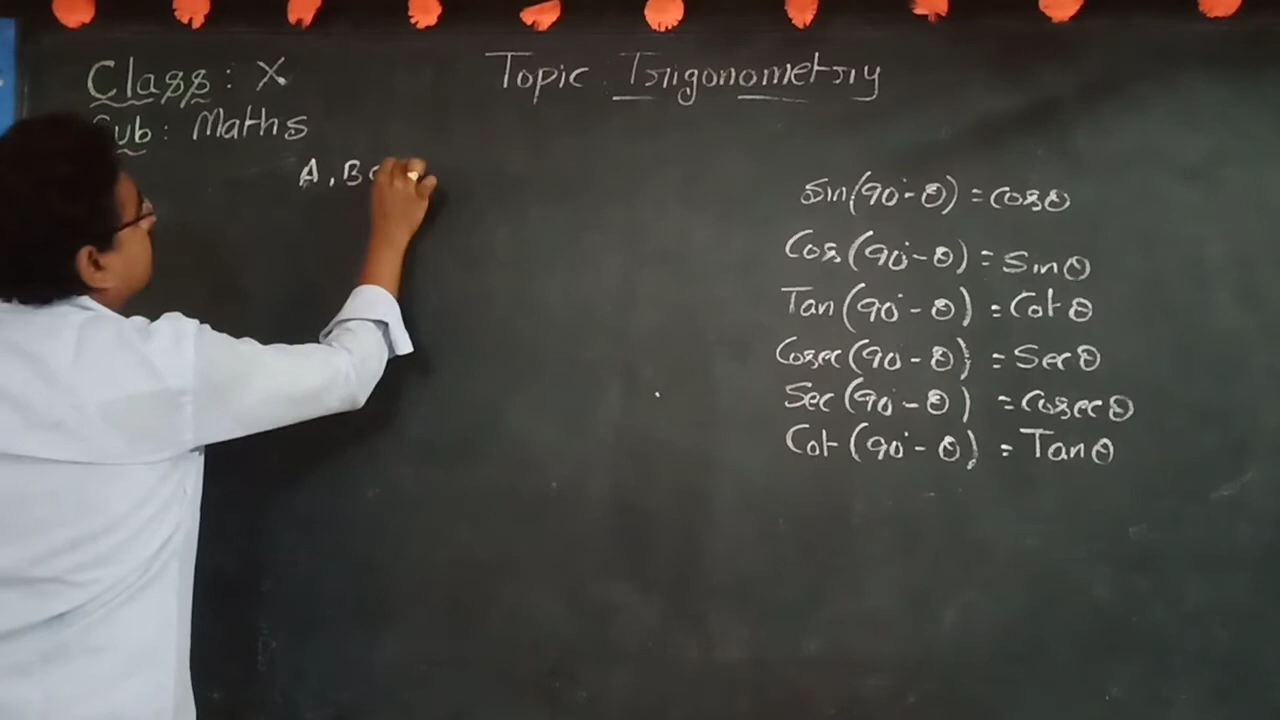 Class: X
Topic Trigonometry
Sub: Maths
A, B
sin(90°-θ) = cosθ
Cos(90°-θ) = sinθ
Tan(90°-θ) = Cotθ
Cosec(90-θ) = Secθ
Sec(90°-θ) = cosecθ
Cot(90°-θ) = Tanθ